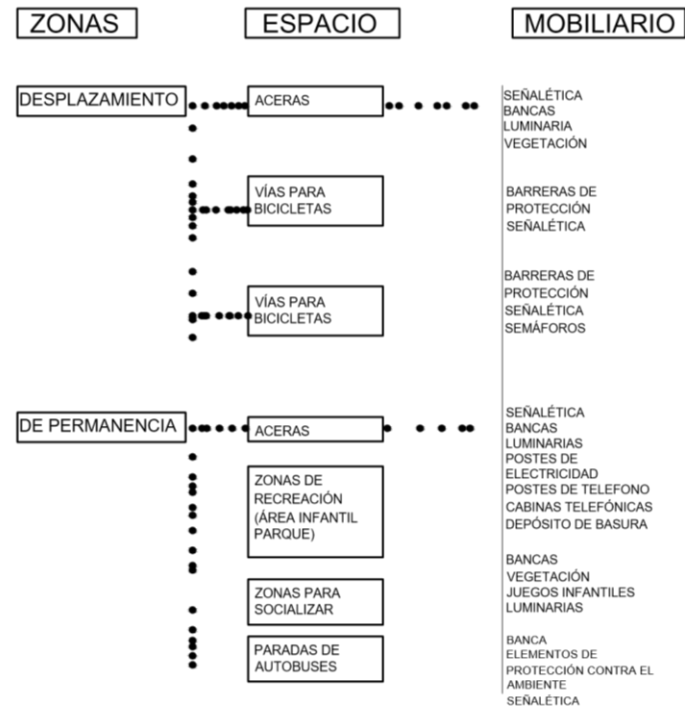 ZONAS
ESPACIO
MOBILIARIO
DESPLAZAMIENTO
ACERAS
SEÑALÉTICA
BANCAS
LUMINARIA
VEGETACIÓN
VÍAS PARA
BICICLETAS
BARRERAS DE
PROTECCIÓN
SEÑALÉTICA
VÍAS PARA
BICICLETAS
BARRERAS DE
PROTECCIÓN
SEÑALÉTICA
SEMÁFOROS
DE PERMANENCIA
ACERAS
SEÑALÉTICA
BANCAS
LUMINARIAS
POSTES DE
ELECTRICIDAD
POSTES DE TELEFONO
CABINAS TELEFÓNICAS
DEPÓSITO DE BASURA
ZONAS DE
RECREACIÓN
(ÁREA INFANTIL
PARQUE)
BANCAS
VEGETACIÓN
JUEGOS INFANTILES
LUMINARIAS
ZONAS PARA
SOCIALIZAR
PARADAS DE
AUTOBUSES
BANCA
ELEMENTOS DE
PROTECCIÓN CONTRA EL
AMBIENTE
SEÑALÉTICA